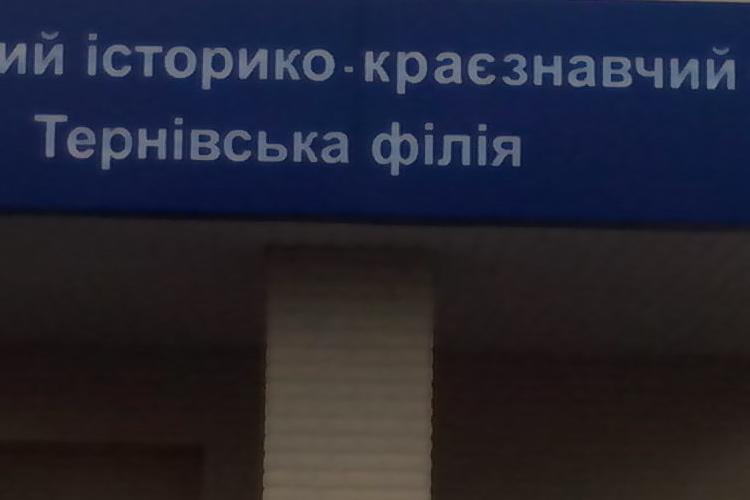 ий історико-краєзнавчий
Тернівська філія